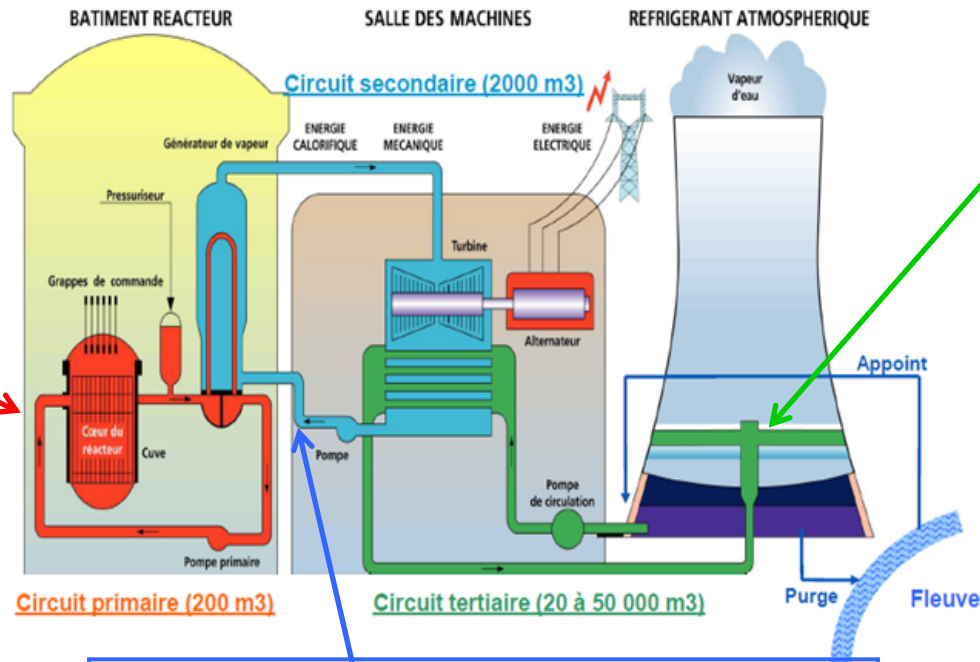 BATIMENT REACTEUR
SALLE DES MACHINES
REFRIGERANT ATMOSPHERIQUE
Circuit secondaire (2000 m3)
Vapeur
d'eau
Générateur de vapeur
ENERGIE
CALORIFIQUE
ENERGIE
MECANIQUE
ENERGIE
ELECTRIQUE
Pressuriseur
Turbine
Grappes de commande
Alternateur
Appoint
Cœur du
réacteur
Cuve
Pompe
Pompe
de circulation
Pompe primaire
Circuit primaire (200 m3)
Circuit tertiaire (20 à 50 000 m3)
Purge
Fleuve